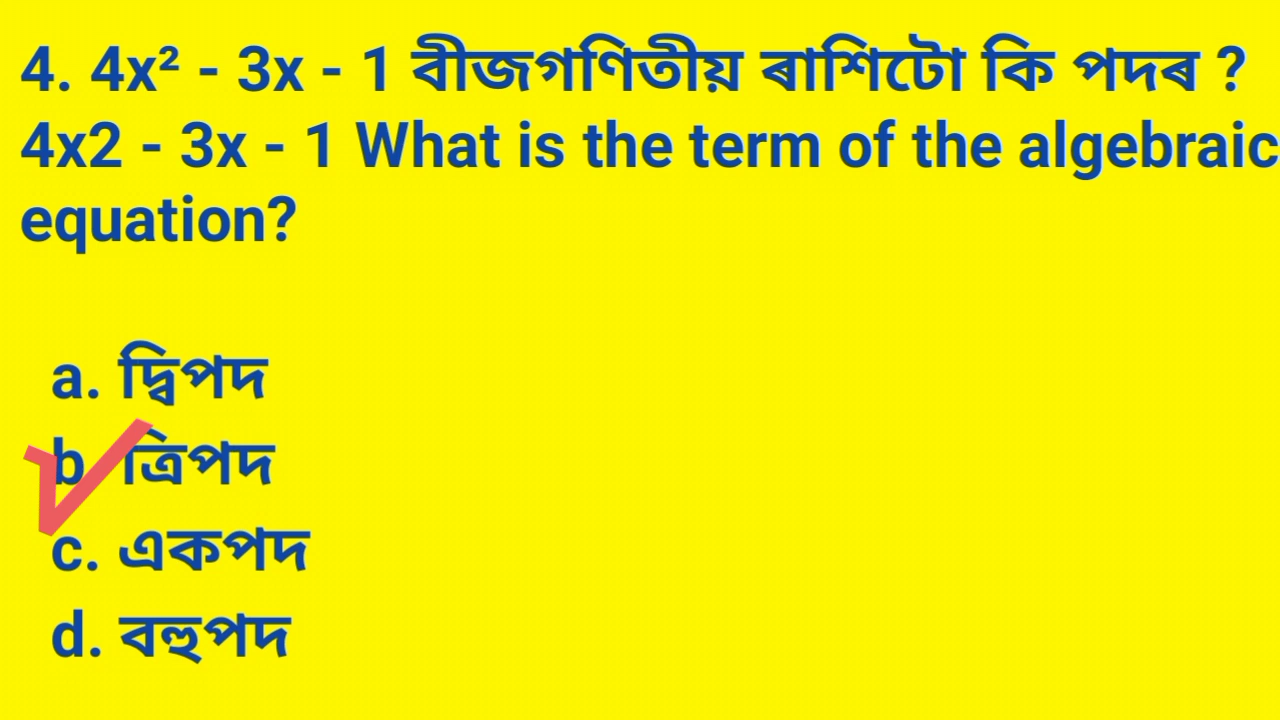 4. 4x² - 3x - 1 বীজগণিতীয় ৰাশিটো কি পদৰ ?
4x2 - 3x - 1 What is the term of the algebraic
equation?
a. দ্বিপদ
b. ত্ৰিপদ
c. একপদ
d. বহুপদ